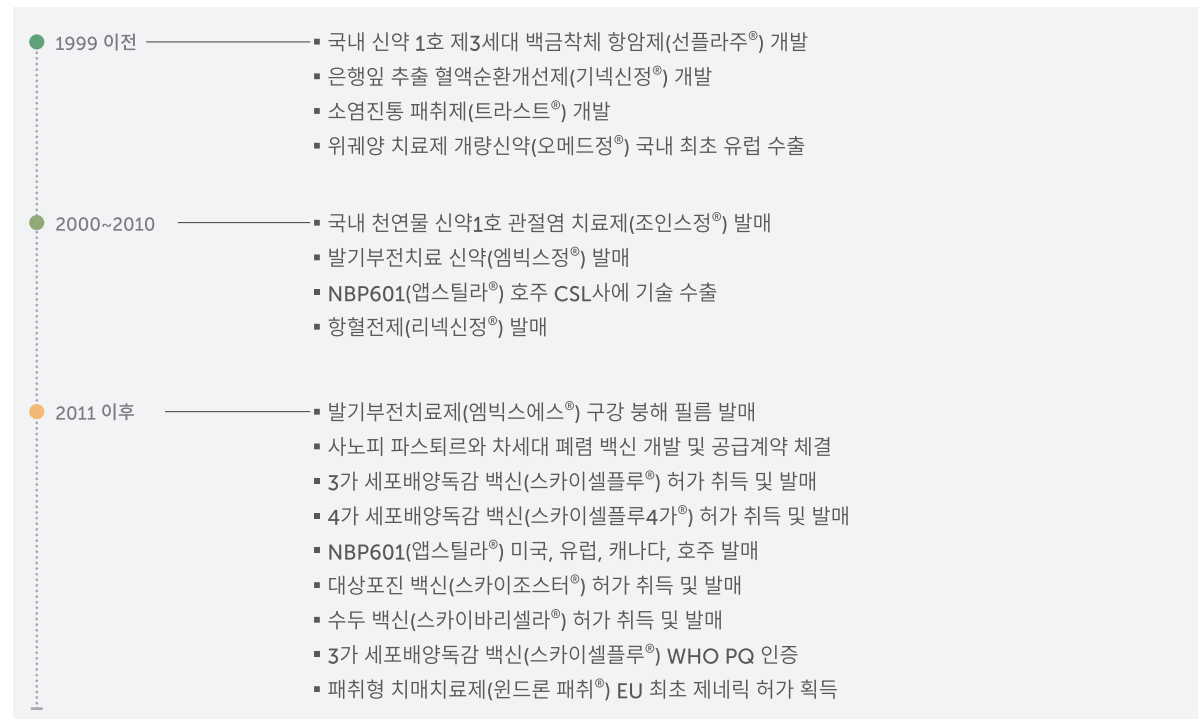 1999 이전
▪ 국내 신약 1호 제3세대 백금착체 항암제(선플라주®) 개발
▪ 은행잎 추출 혈액순환개선제(기넥신정®) 개발
▪ 소염진통 패취제(트라스트®) 개발
▪ 위궤양 치료제 개량신약(오메드정®) 국내 최초 유럽 수출
2000~2010
▪ 국내 천연물 신약1호 관절염 치료제(조인스정®) 발매
▪ 발기부전치료 신약(엠빅스정®) 발매
▪ NBP601(앱스틸라®) 호주 CSL사에 기술 수출
▪ 항혈전제(리넥신정®) 발매
2011 이후
▪ 발기부전치료제(엠빅스에스®) 구강 붕해 필름 발매
▪ 사노피 파스퇴르와 차세대 폐렴 백신 개발 및 공급계약 체결
▪ 3가 세포배양독감 백신(스카이셀플루®) 허가 취득 및 발매
▪ 4가 세포배양독감 백신(스카이셀플루4가®) 허가 취득 및 발매
▪ NBP601(앱스틸라®) 미국, 유럽, 캐나다, 호주 발매
▪ 대상포진 백신(스카이조스터®) 허가 취득 및 발매
▪ 수두 백신(스카이바리셀라®) 허가 취득 및 발매
▪ 3가 세포배양독감 백신(스카이셀플루®) WHO PQ 인증
▪ 패취형 치매치료제(윈드론 패취®) EU 최초 제네릭 허가 획득